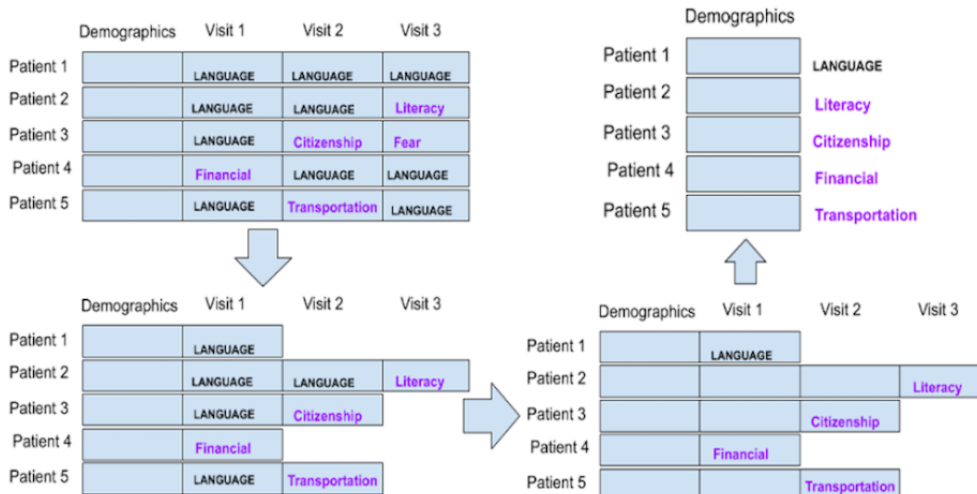 Demographics Visit 1 Visit 2 Visit 3
Patient 1 LANGUAGE LANGUAGE LANGUAGE
Patient 2 LANGUAGE LANGUAGE Literacy
Patient 3 LANGUAGE Citizenship Fear
Patient 4 Financial LANGUAGE LANGUAGE
Patient 5 LANGUAGE Transportation LANGUAGE
Demographics
Patient 1 LANGUAGE
Patient 2 Literacy
Patient 3 Citizenship
Patient 4 Financial
Patient 5 Transportation
Demographics Visit 1 Visit 2 Visit 3
Patient 1 LANGUAGE
Patient 2 LANGUAGE LANGUAGE Literacy
Patient 3 LANGUAGE Citizenship
Patient 4 Financial
Patient 5 LANGUAGE Transportation
Demographics Visit 1 Visit 2 Visit 3
Patient 1 LANGUAGE
Patient 2 Literacy
Patient 3 Citizenship
Patient 4 Financial
Patient 5 Transportation